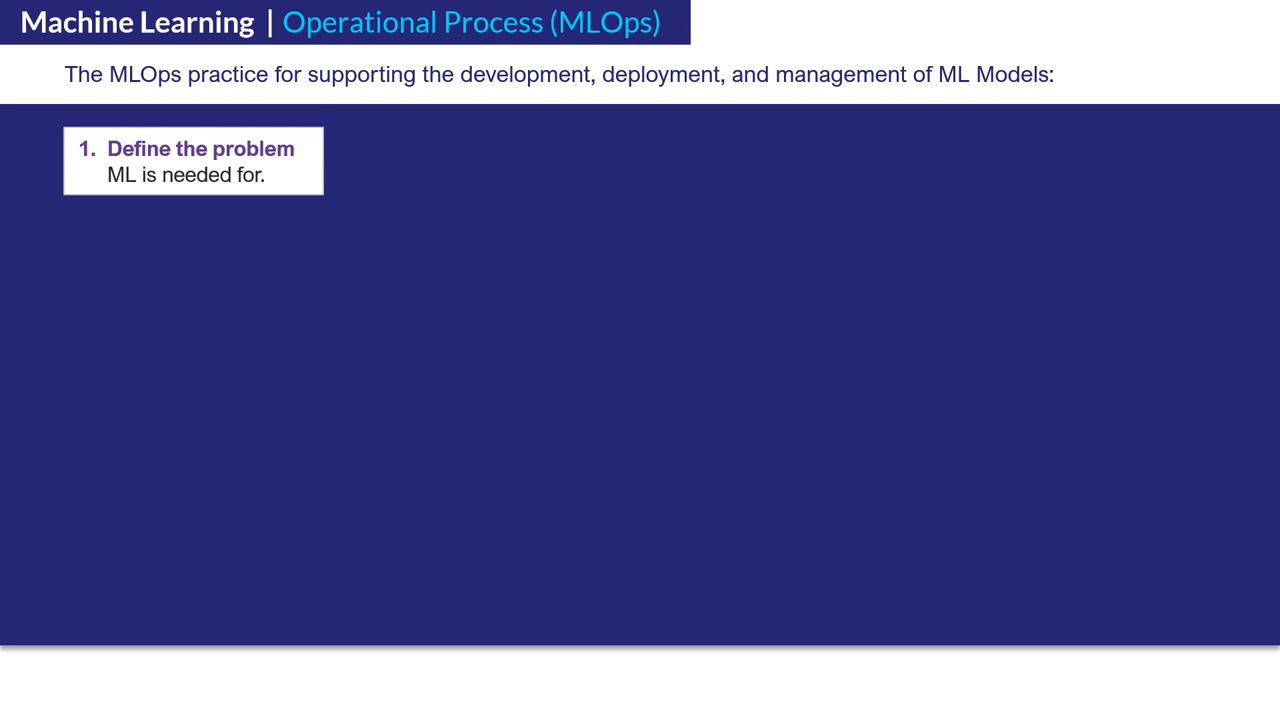 Machine Learning | Operational Process (MLOps)
The MLOps practice for supporting the development, deployment, and management of ML Models:
1. Define the problem
ML is needed for.